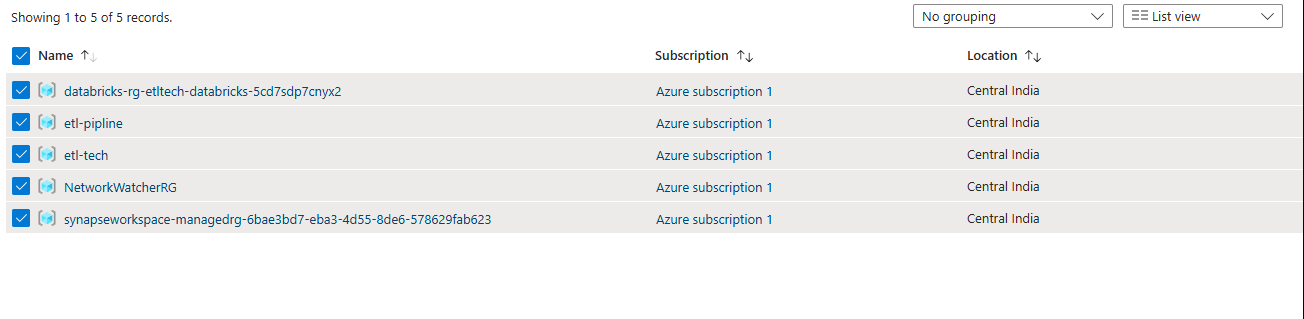 Showing 1 to 5 of 5 records.
No grouping
List view
Name Subscription Location
databricks-rg-etltech-databricks-5cd7sdp7cnyx2 Azure subscription 1 Central India
etl-pipline Azure subscription 1 Central India
etl-tech Azure subscription 1 Central India
NetworkWatcherRG Azure subscription 1 Central India
synapseworkspace-managedrg-6bae3bd7-eba3-4d55-8de6-578629fab623 Azure subscription 1 Central India